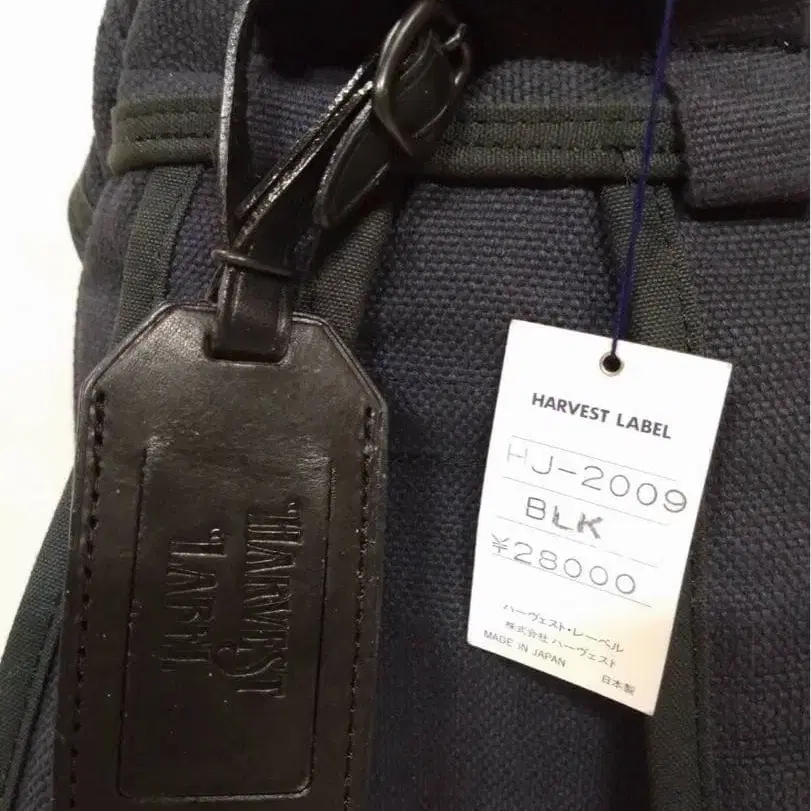 HARVEST
LABEL
HARVEST LABEL
HJ-2009
BLK
¥28000
ハーヴェスト・レーベル
株式会社 ハーヴェスト
MADE IN JAPAN
日本製